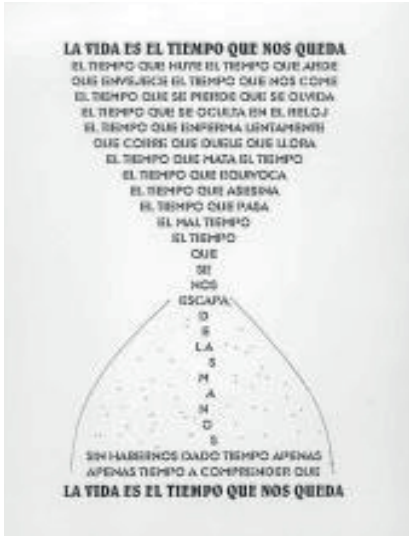 LA VIDA ES EL TIEMPO QUE NOS QUEDA
EL TIEMPO QUE HUYE EL TIEMPO QUE ARDE
QUE ENVEJECE EL TIEMPO QUE NOS COME
EL TIEMPO QUE SE PIERDE QUE SE OLVIDA
EL TIEMPO QUE SE OCULTA EN EL RELOJ
EL TIEMPO QUE ENFERMA LENTAMENTE
QUE CORRE QUE DUELE QUE LLORA
EL TIEMPO QUE MATA EL TIEMPO
EL TIEMPO QUE EQUIVOCA
EL TIEMPO QUE ASESINA
EL TIEMPO QUE PASA
EL MAL TIEMPO
EL TIEMPO
QUE
SE
NOS
ESCAPA
D
E
LA
S
M
A
N
O
S
SIN HABERNOS DADO TIEMPO APENAS
APENAS TIEMPO A COMPRENDER QUE
LA VIDA ES EL TIEMPO QUE NOS QUEDA